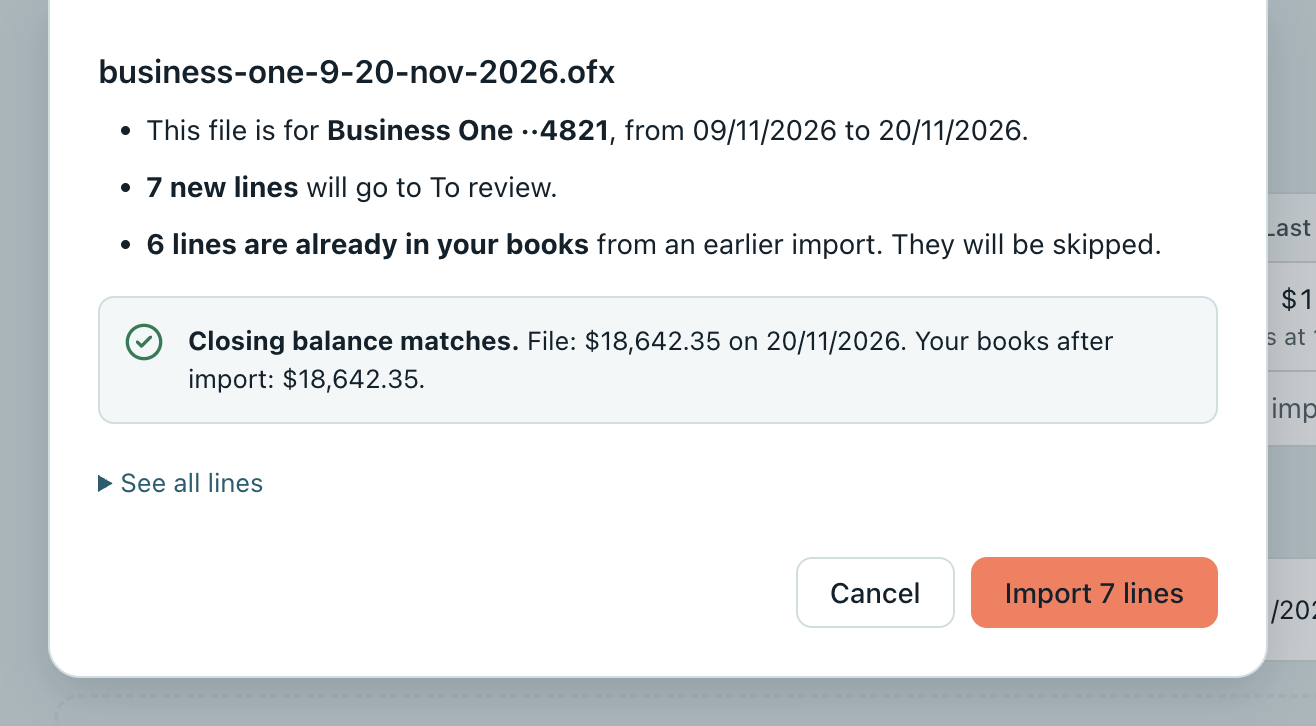 business-one-9-20-nov-2026.ofx
• This file is for Business One ··4821, from 09/11/2026 to 20/11/2026.
• 7 new lines will go to To review.
• 6 lines are already in your books from an earlier import. They will be skipped.
Closing balance matches. File: $18,642.35 on 20/11/2026. Your books after
import: $18,642.35.
▶ See all lines
Cancel
Import 7 lines
Last
$1
s at
imp
/202